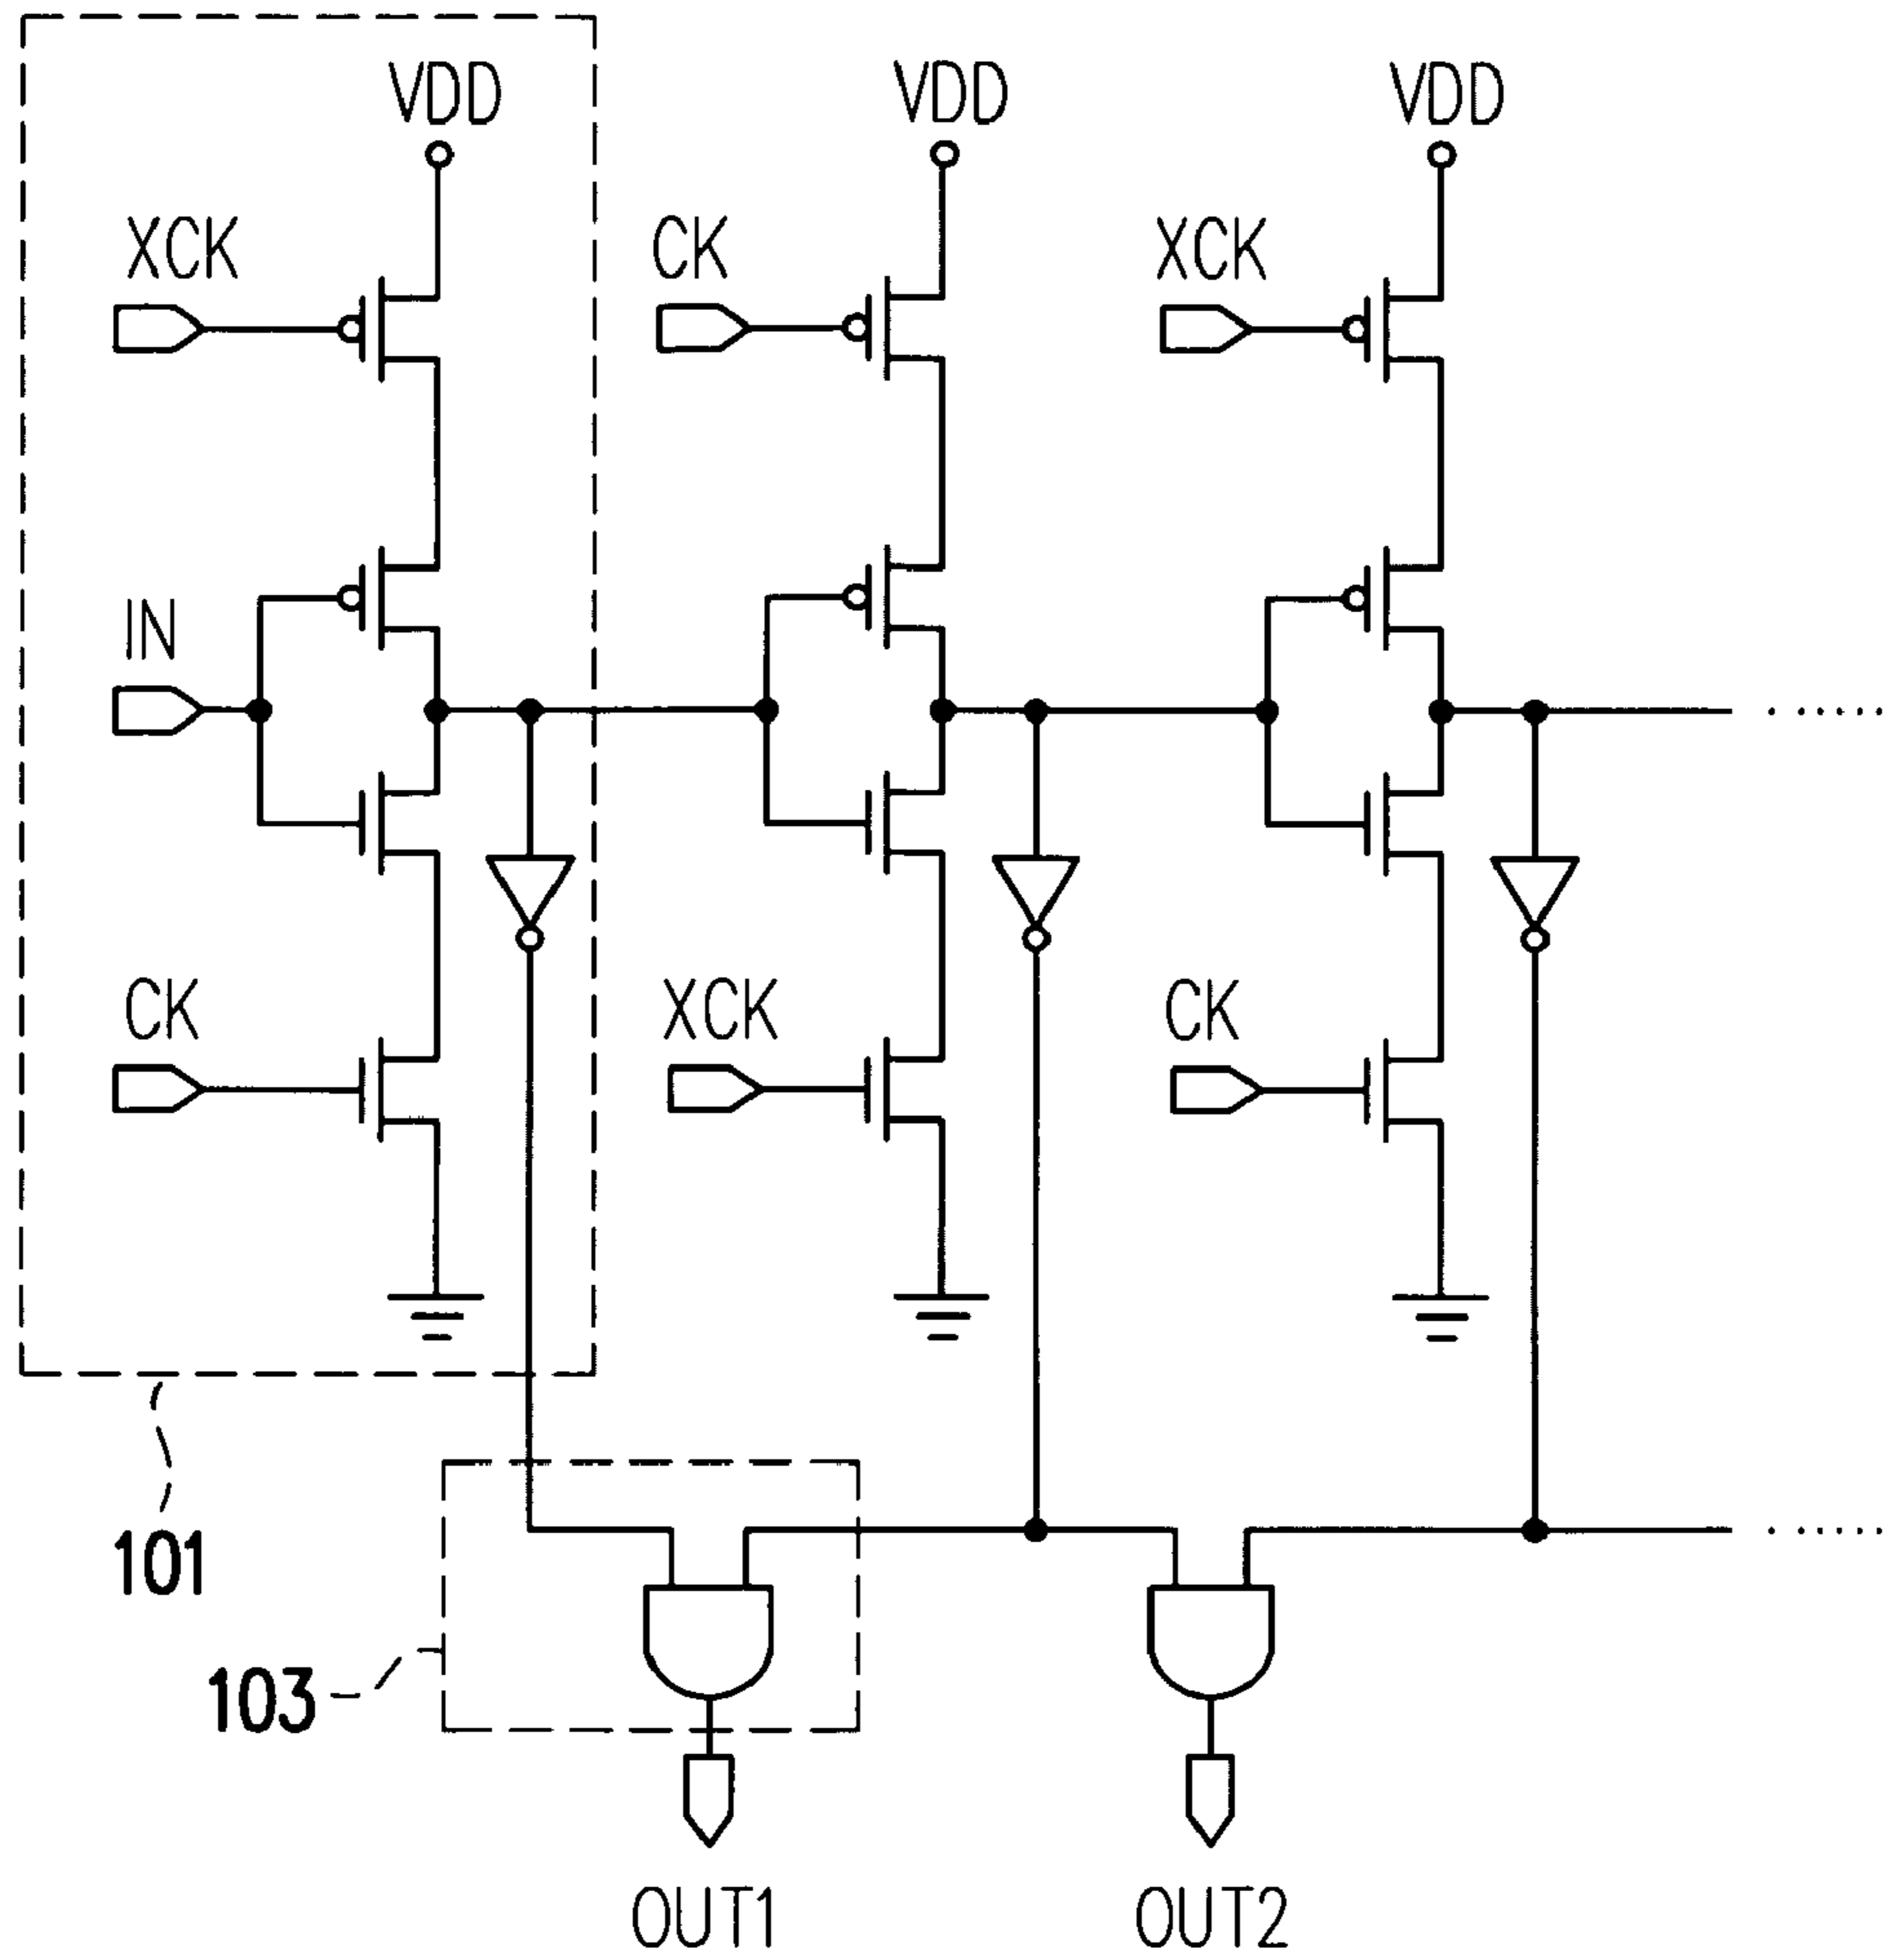 VDD VDD VDD
XCK CK XCK
IN
CK XCK CK
101
103
OUT1 OUT2